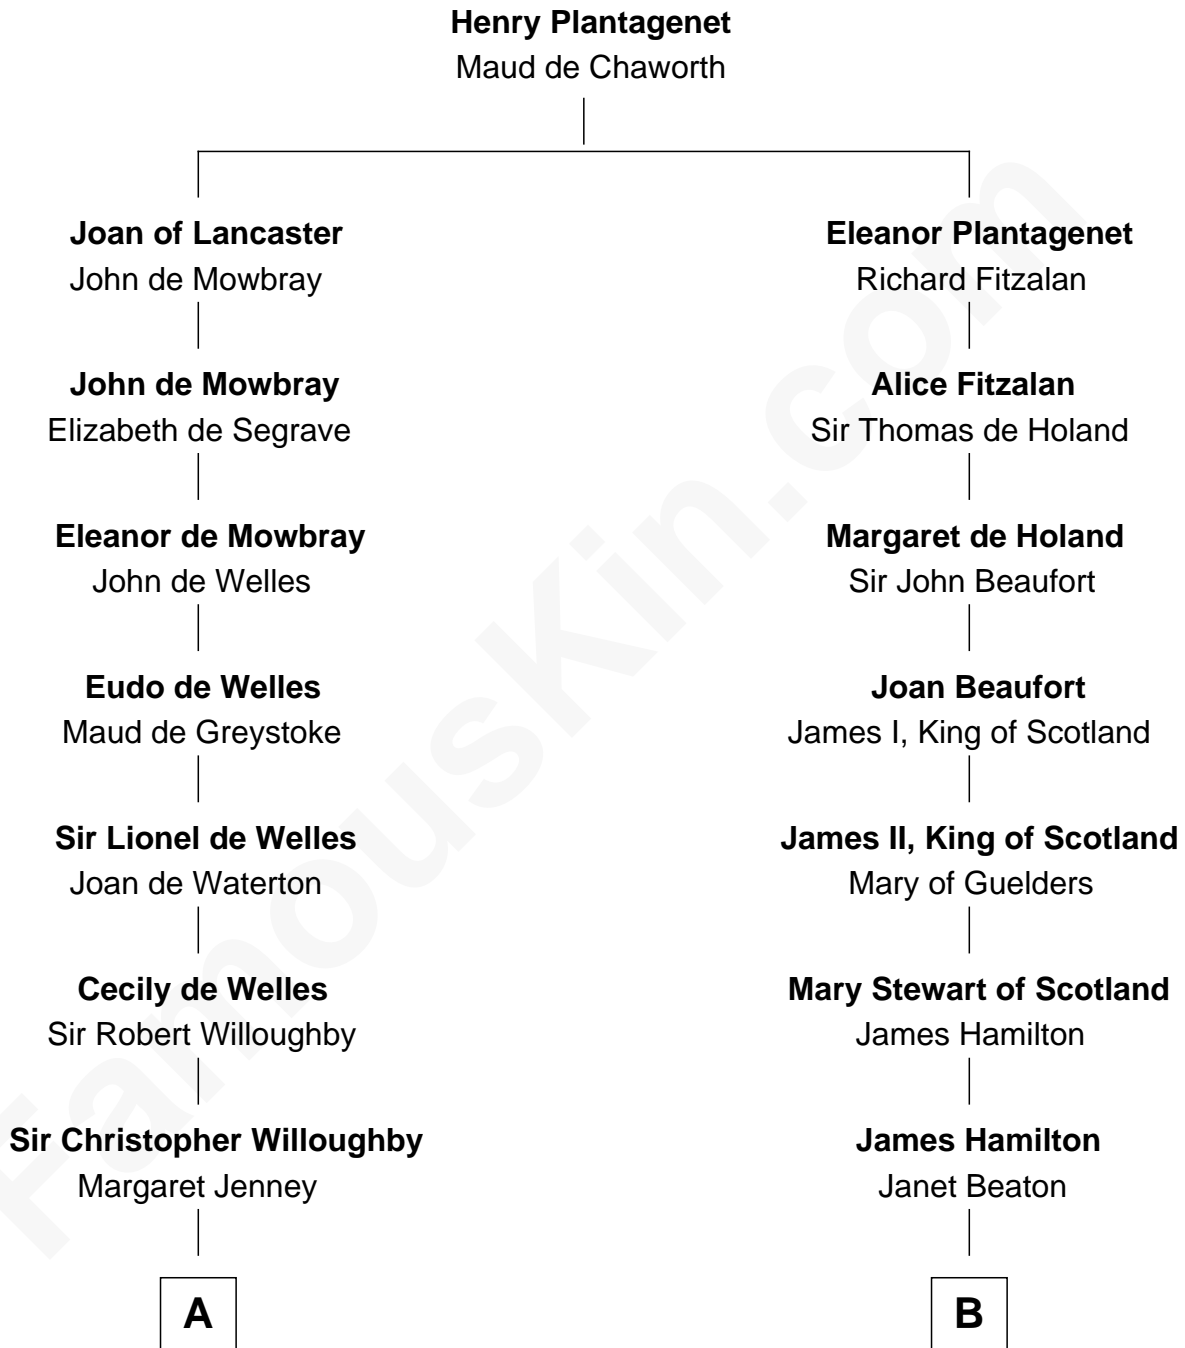 Henry Plantagenet
Maud de Chaworth
Joan of Lancaster
John de Mowbray
Eleanor Plantagenet
Richard Fitzalan
John de Mowbray
Elizabeth de Segrave
Alice Fitzalan
Sir Thomas de Holand
Eleanor de Mowbray
John de Welles
Margaret de Holand
Sir John Beaufort
Eudo de Welles
Maud de Greystoke
Joan Beaufort
James I, King of Scotland
Sir Lionel de Welles
Joan de Waterton
James II, King of Scotland
Mary of Guelders
Cecily de Welles
Sir Robert Willoughby
Mary Stewart of Scotland
James Hamilton
Sir Christopher Willoughby
Margaret Jenney
James Hamilton
Janet Beaton
A
B
FamousKin.com